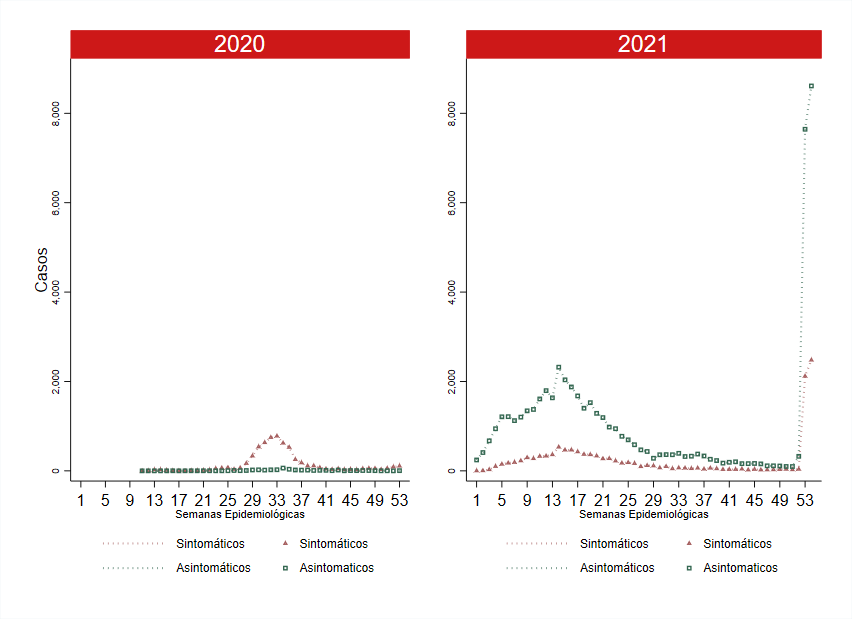 2020
2021
8,000
6,000
4,000
2,000
0
Casos
1 5 9 13 17 21 25 29 33 37 41 45 49 53
Semanas Epidemiológicas
Sintomáticos Sintomáticos
Asintomáticos Asintomaticos
8,000
6,000
4,000
2,000
0
1 5 9 13 17 21 25 29 33 37 41 45 49 53
Semanas Epidemiológicas
Sintomáticos Sintomáticos
Asintomáticos Asintomaticos